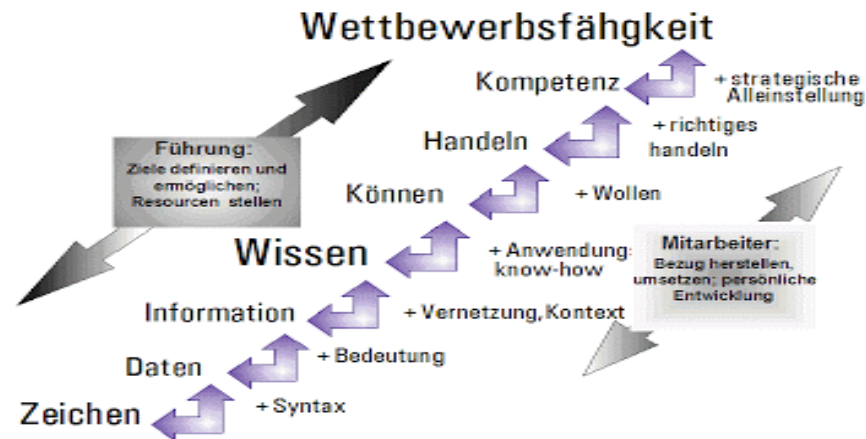 Wettbewerbsfähgkeit
Kompetenz
+ strategische
Alleinstellung
Führung:
Ziele definieren und
ermöglichen;
Resourcen stellen
Handeln
+ richtiges
handeln
Können
+ Wollen
Wissen
+ Anwendung:
know-how
Mitarbeiter:
Bezug herstellen,
umsetzen; persönliche
Entwicklung
Information
+ Vernetzung, Kontext
Daten
+ Bedeutung
Zeichen
+ Syntax